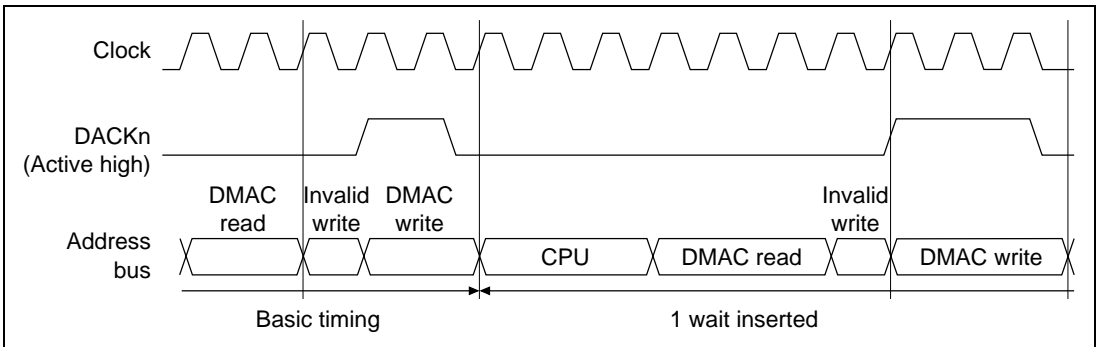 Clock
DACKn
(Active high)
DMAC
read
Invalid
write
DMAC
write
Invalid
write
Address
bus
CPU
DMAC read
DMAC write
Basic timing
1 wait inserted